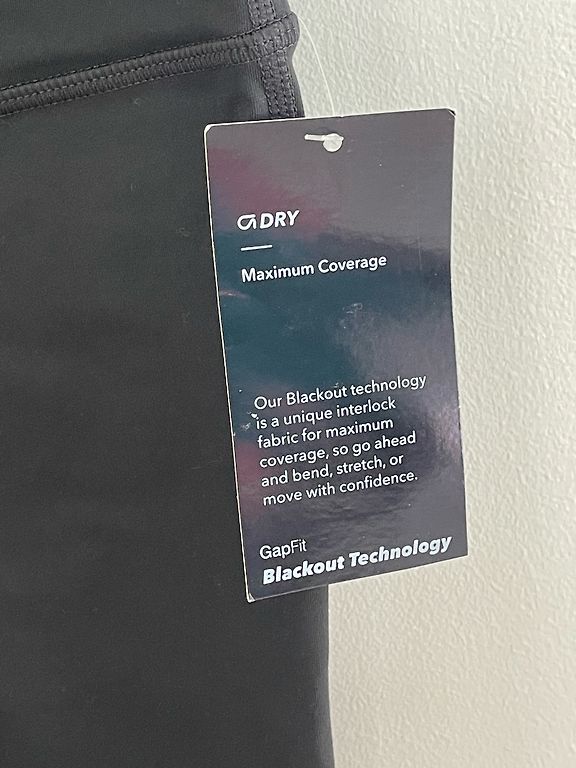 GDRY
Maximum Coverage
Our Blackout technology
is a unique interlock
fabric for maximum
coverage, so go ahead
and bend, stretch, or
move with confidence.
GapFit
Blackout Technology